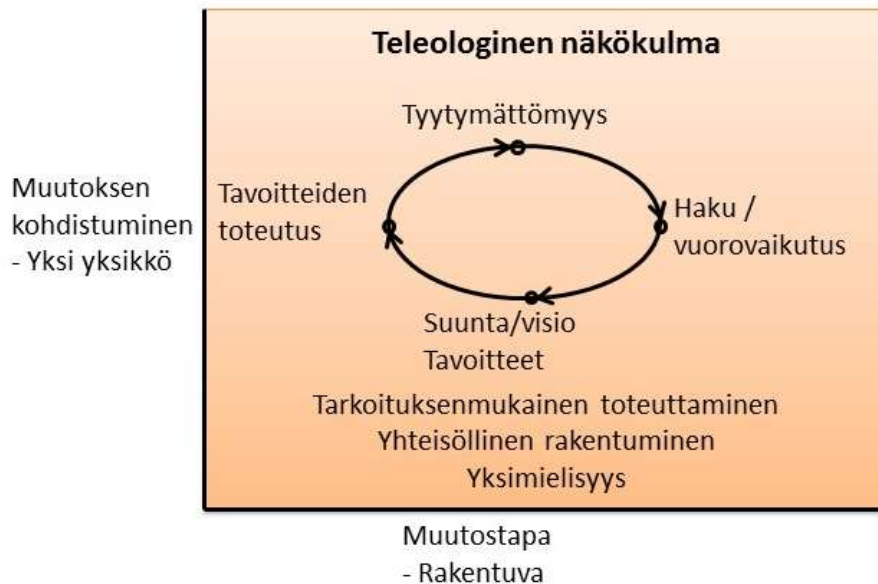 Teleologinen näkökulma
Tyytymättömyys
Muutoksen
kohdistuminen
- Yksi yksikkö
Tavoitteiden
toteutus
Haku /
vuorovaikutus
Suunta/visio
Tavoitteet
Tarkoituksenmukainen toteuttaminen
Yhteisöllinen rakentuminen
Yksimielisyys
Muutostapa
- Rakentuva